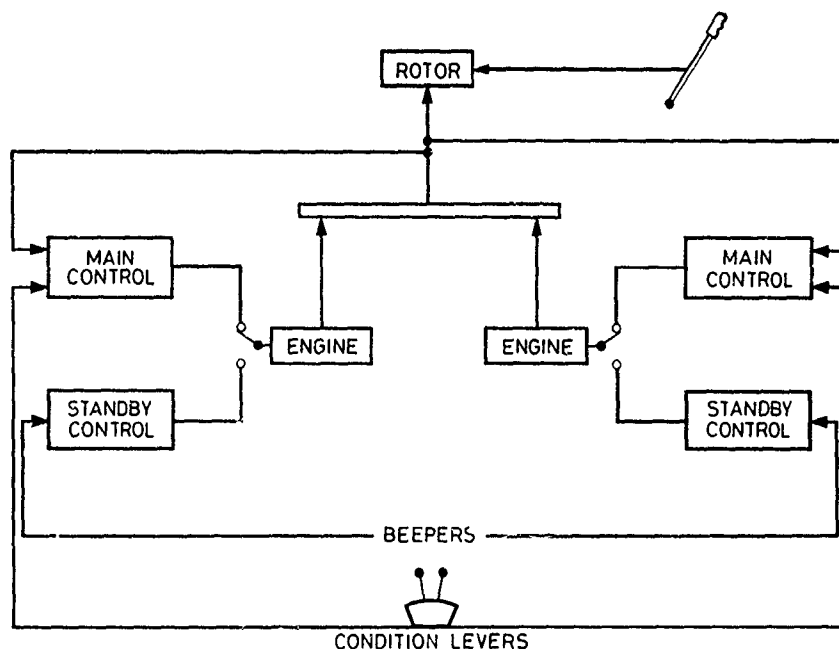 ROTOR
MAIN
CONTROL
MAIN
CONTROL
ENGINE
ENGINE
STANDBY
CONTROL
STANDBY
CONTROL
BEEPERS
CONDITION LEVERS